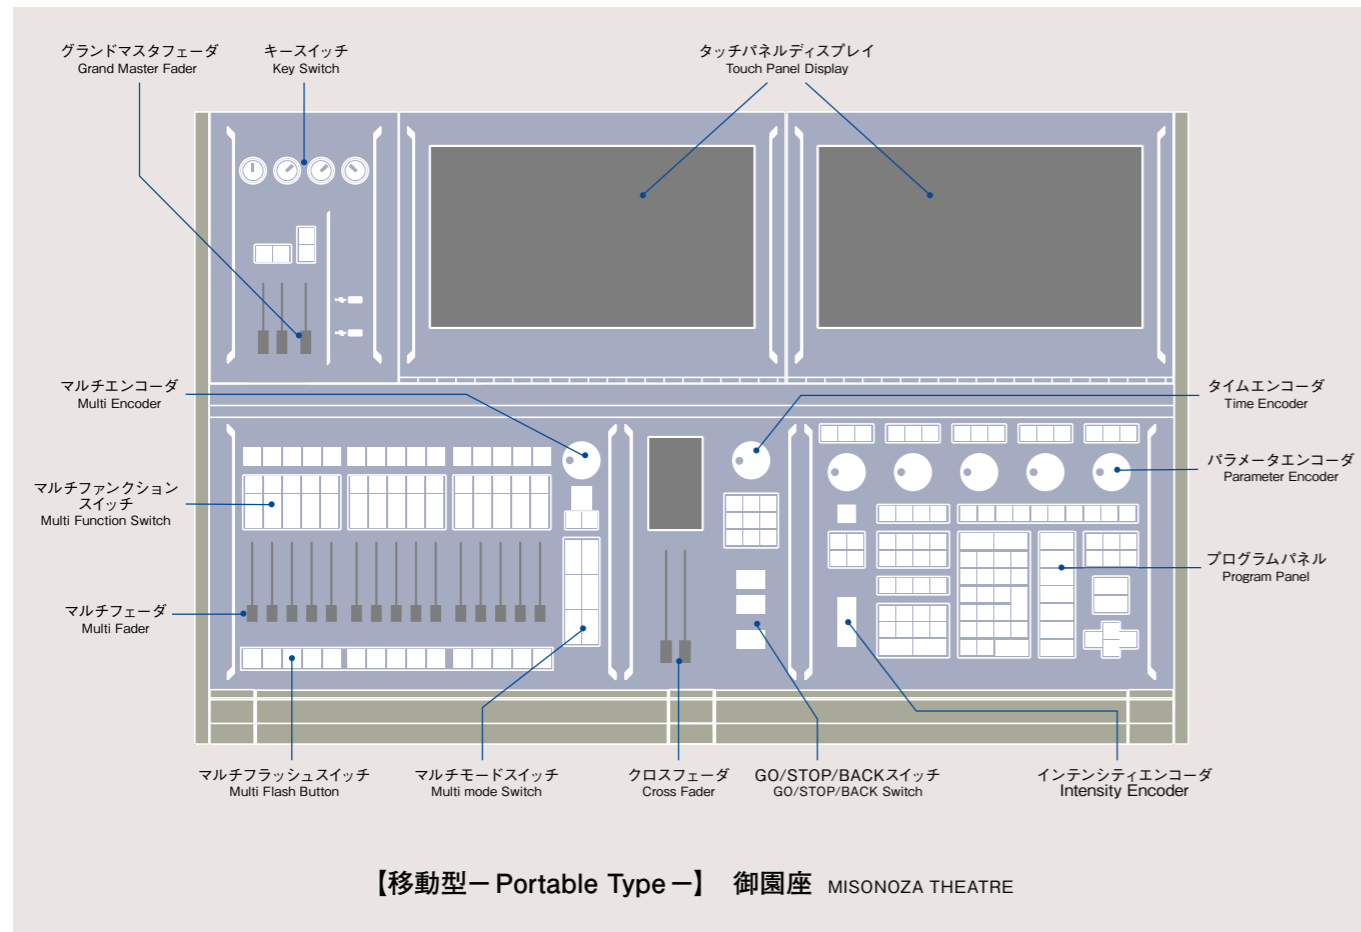 グランドマスタフェーダ
Grand Master Fader
キースイッチ
Key Switch
タッチパネルディスプレイ
Touch Panel Display
マルチエンコーダ
Multi Encoder
タイムエンコーダ
Time Encoder
マルチファンクション
スイッチ
Multi Function Switch
パラメータエンコーダ
Parameter Encoder
プログラムパネル
Program Panel
マルチフェーダ
Multi Fader
マルチフラッシュスイッチ
Multi Flash Button
マルチモードスイッチ
Multi mode Switch
クロスフェーダ
Cross Fader
GO/STOP/BACKスイッチ
GO/STOP/BACK Switch
インテンシティエンコーダ
Intensity Encoder
【移動型ー Portable Type ー】 御園座 MISONOZA THEATRE